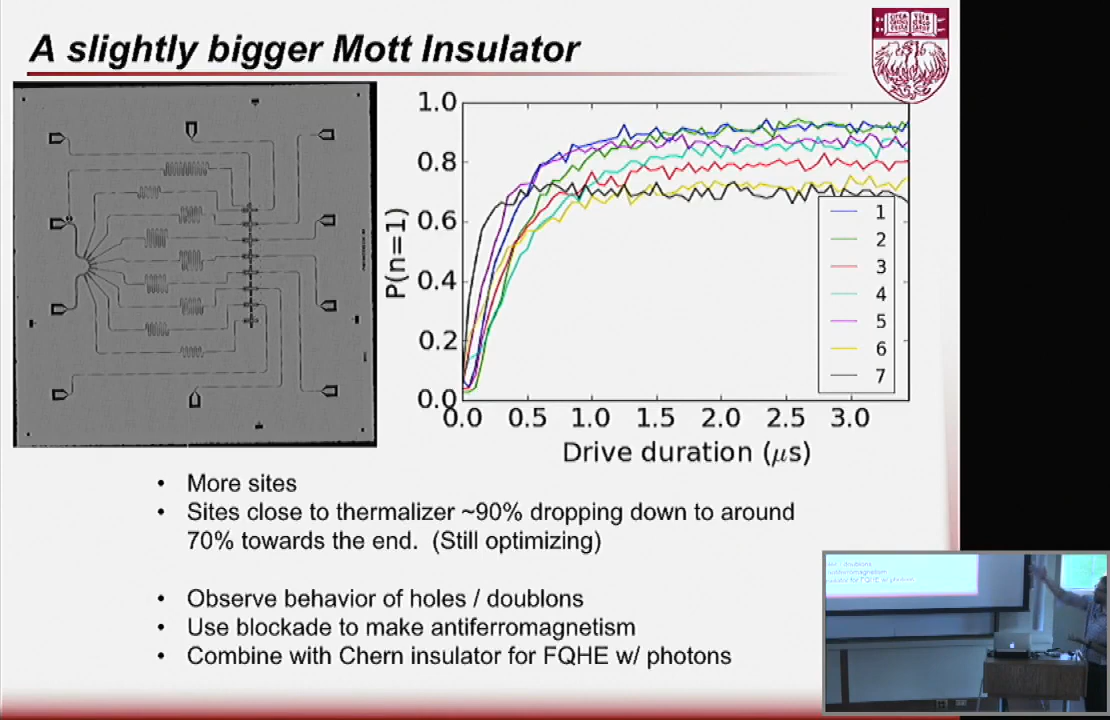 A slightly bigger Mott Insulator
1.0
0.8
0.6
0.4
0.2
0.0
P(n=1)
0.0 0.5 1.0 1.5 2.0 2.5 3.0
Drive duration (μs)
1
2
3
4
5
6
7
• More sites
• Sites close to thermalizer ~90% dropping down to around
70% towards the end. (Still optimizing)
• Observe behavior of holes / doublons
• Use blockade to make antiferromagnetism
• Combine with Chern insulator for FQHE w/ photons